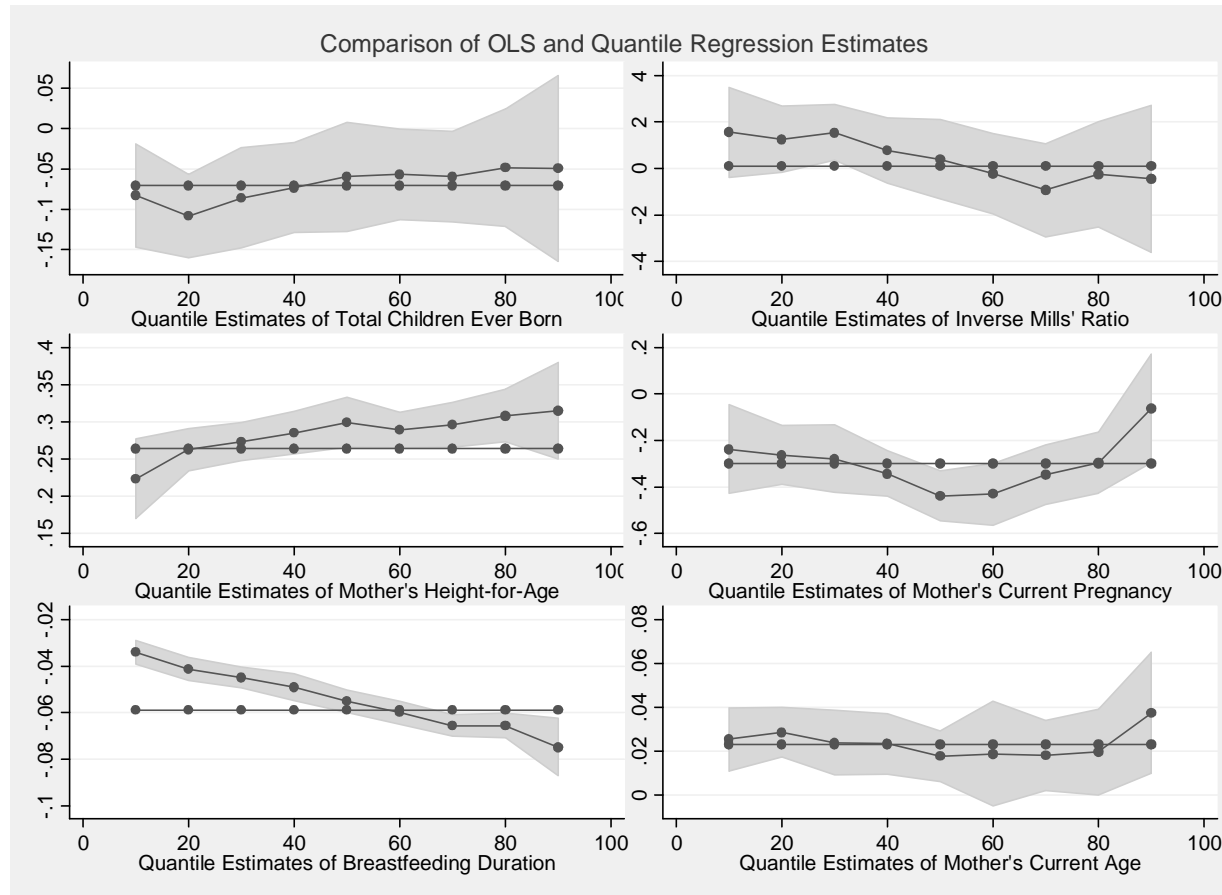 Comparison of OLS and Quantile Regression Estimates
.05
0
-.05
-.1
-.15
0 20 40 60 80 100
Quantile Estimates of Total Children Ever Born
4
2
0
-2
-4
0 20 40 60 80 100
Quantile Estimates of Inverse Mills' Ratio
.4
.35
.3
.25
.2
.15
0 20 40 60 80 100
Quantile Estimates of Mother's Height-for-Age
.2
0
-.2
-.4
-.6
0 20 40 60 80 100
Quantile Estimates of Mother's Current Pregnancy
-.02
-.04
-.06
-.08
-.1
0 20 40 60 80 100
Quantile Estimates of Breastfeeding Duration
.08
.06
.04
.02
0
0 20 40 60 80 100
Quantile Estimates of Mother's Current Age